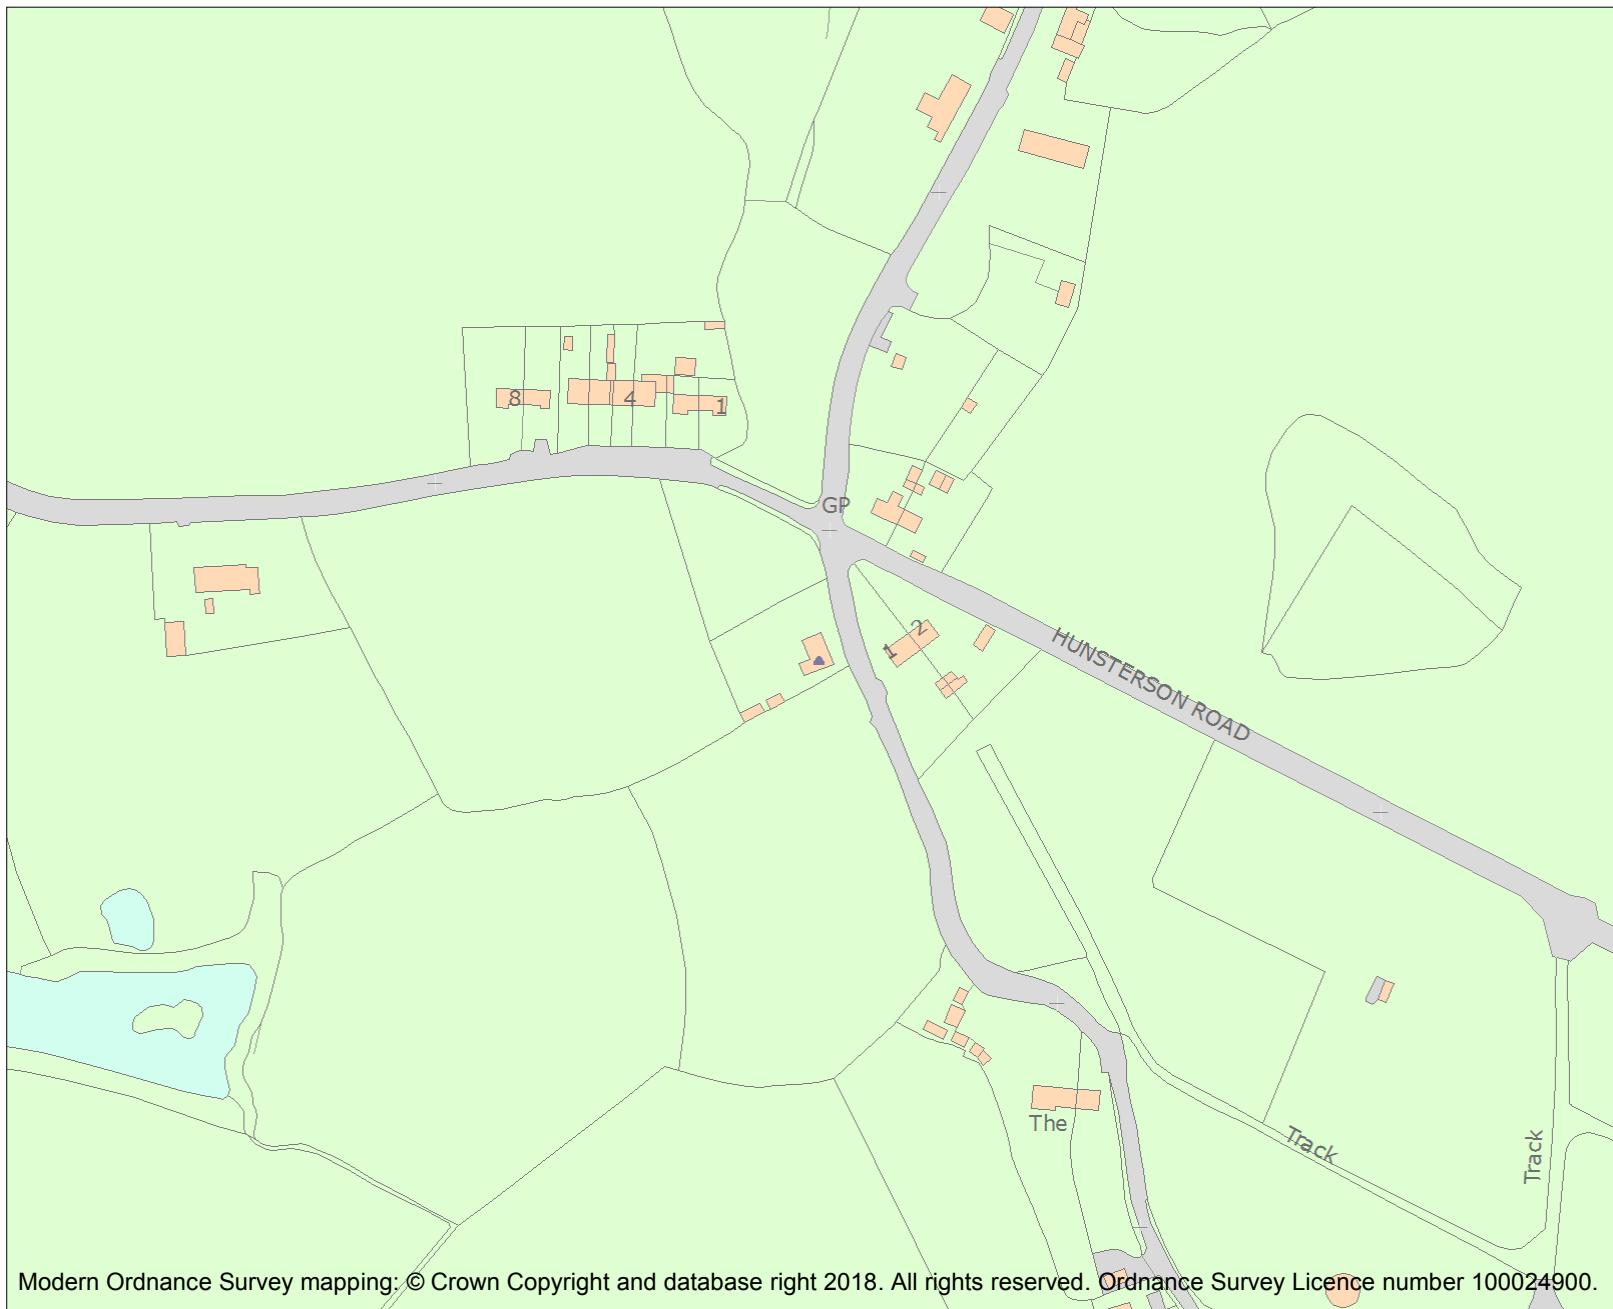 8
4
1
GP
1
2
HUNSTERSON ROAD
The
Track
Track
Modern Ordnance Survey mapping: © Crown Copyright and database right 2018. All rights reserved. Ordnance Survey Licence number 100024900.